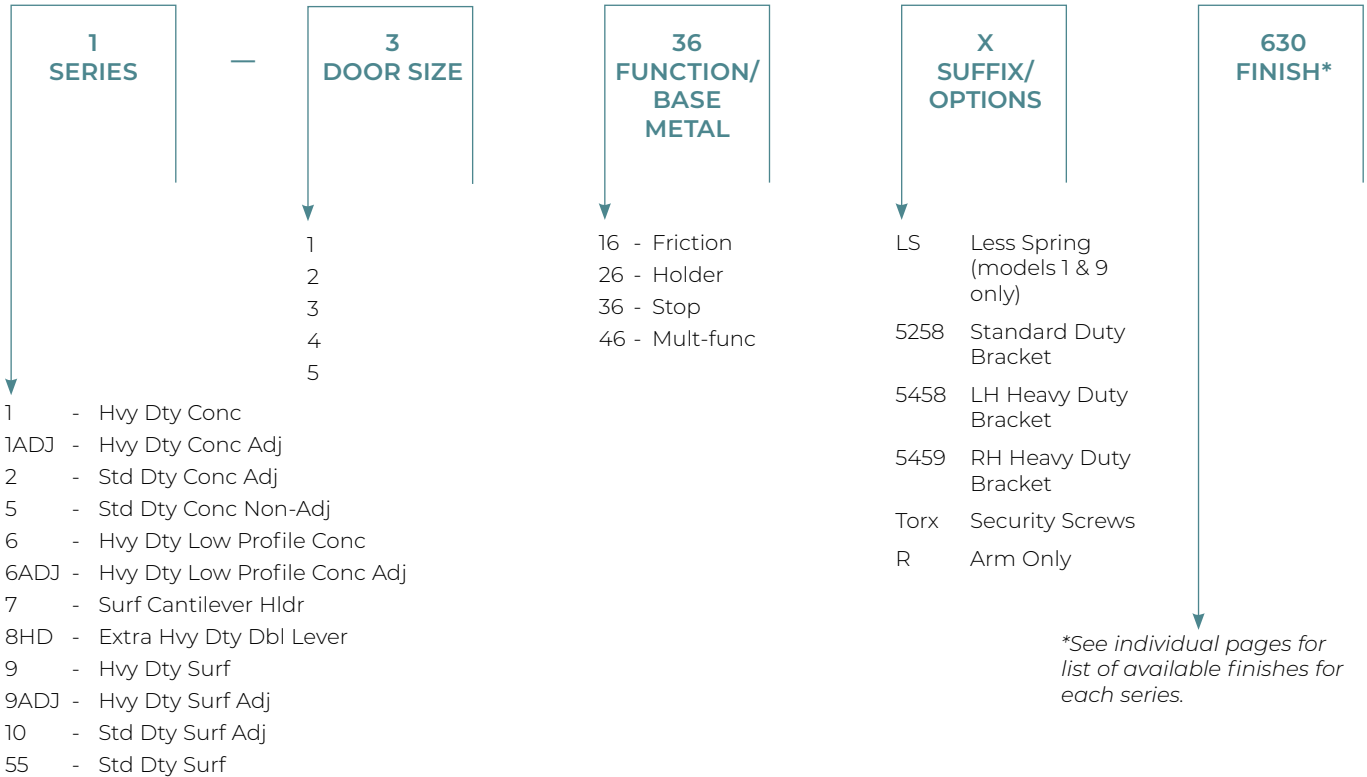 1
SERIES
—
3
DOOR SIZE
36
FUNCTION/
BASE
METAL
X
SUFFIX/
OPTIONS
630
FINISH*
1 - Hvy Dty Conc
1ADJ - Hvy Dty Conc Adj
2 - Std Dty Conc Adj
5 - Std Dty Conc Non-Adj
6 - Hvy Dty Low Profile Conc
6ADJ - Hvy Dty Low Profile Conc Adj
7 - Surf Cantilever Hldr
8HD - Extra Hvy Dty Dbl Lever
9 - Hvy Dty Surf
9ADJ - Hvy Dty Surf Adj
10 - Std Dty Surf Adj
55 - Std Dty Surf
1
2
3
4
5
16 - Friction
26 - Holder
36 - Stop
46 - Mult-func
LS Less Spring
(models 1 & 9
only)
5258 Standard Duty
Bracket
5458 LH Heavy Duty
Bracket
5459 RH Heavy Duty
Bracket
Torx Security Screws
R Arm Only
*See individual pages for
list of available finishes for
each series.